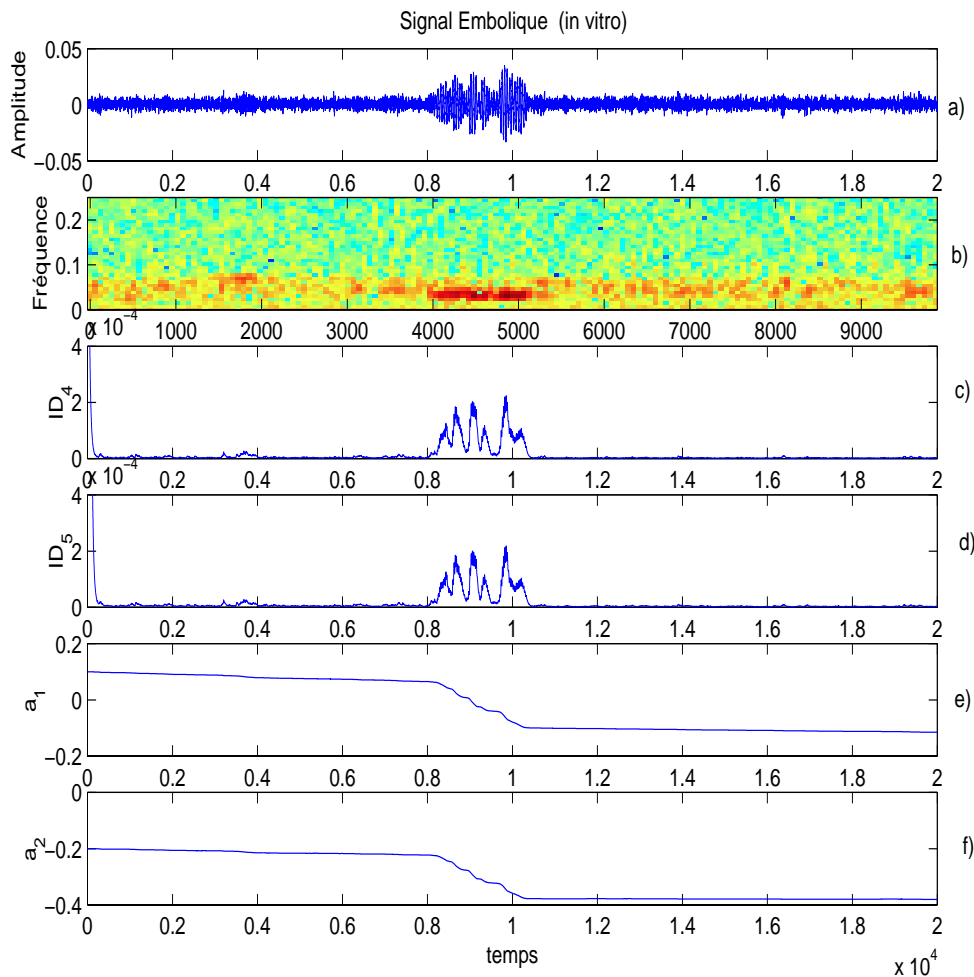 Signal Embolique (in vitro)
0.05
0
−0.05
Amplitude
a)
0 0.2 0.4 0.6 0.8 1 1.2 1.4 1.6 1.8 2
0.2
0.1
0
Fréquence
b)
0 1000 2000 3000 4000 5000 6000 7000 8000 9000
x 10⁻⁴
4
2
0
ID₄
c)
0 0.2 0.4 0.6 0.8 1 1.2 1.4 1.6 1.8 2
x 10⁻⁴
4
2
0
ID₅
d)
0 0.2 0.4 0.6 0.8 1 1.2 1.4 1.6 1.8 2
0.2
0
−0.2
a₁
e)
0 0.2 0.4 0.6 0.8 1 1.2 1.4 1.6 1.8 2
0
−0.2
−0.4
a₂
f)
0 0.2 0.4 0.6 0.8 1 1.2 1.4 1.6 1.8 2
temps
x 10⁴